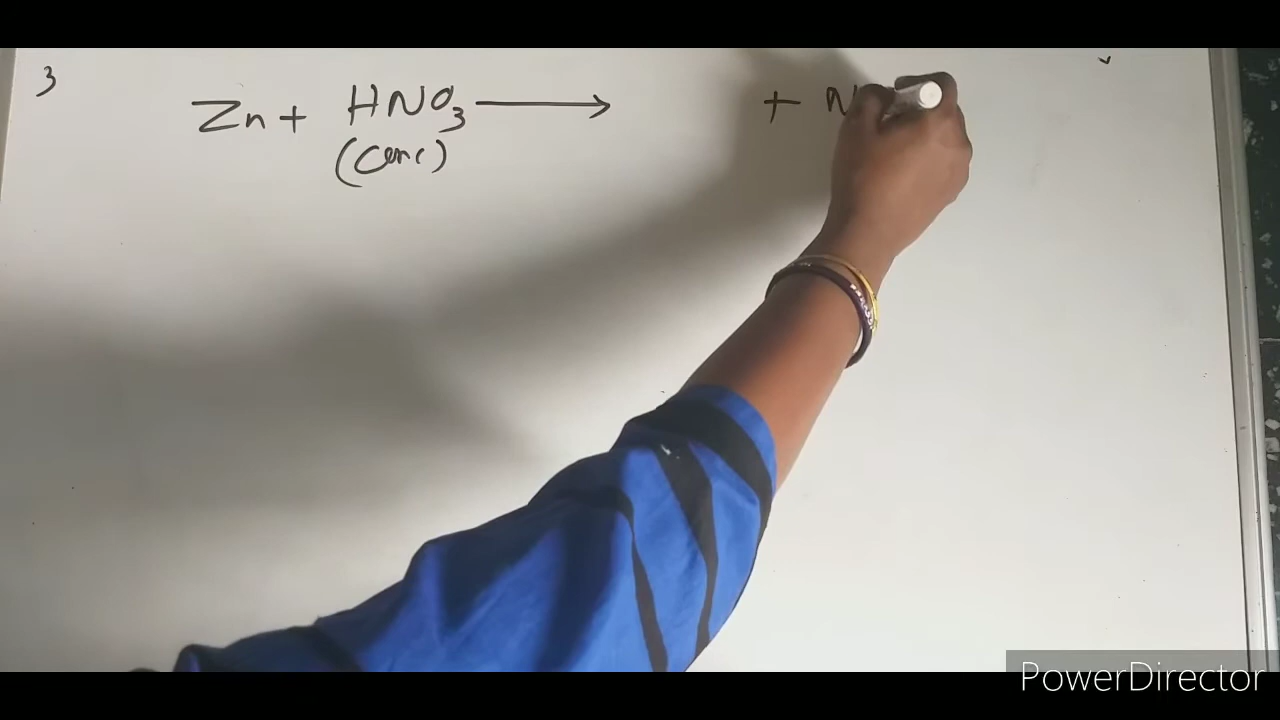 3
Zn + HNO₃ ⟶ + N
(Conc)
PowerDirector